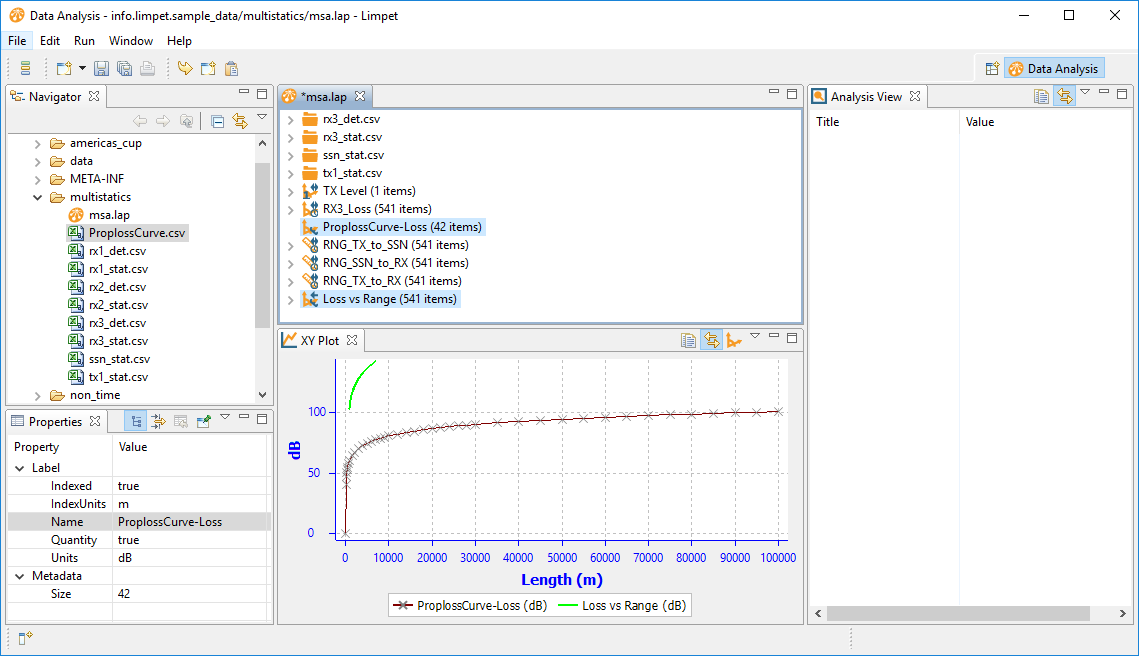 Data Analysis - info.limpet.sample_data/multistatics/msa.lap - Limpet
File Edit Run Window Help
Data Analysis
Navigator
americas_cup
data
META-INF
multistatics
msa.lap
ProplossCurve.csv
rx1_det.csv
rx1_stat.csv
rx2_det.csv
rx2_stat.csv
rx3_det.csv
rx3_stat.csv
ssn_stat.csv
tx1_stat.csv
non_time
Properties
Property Value
Label
Indexed true
IndexUnits m
Name ProplossCurve-Loss
Quantity true
Units dB
Metadata
Size 42
*msa.lap
rx3_det.csv
rx3_stat.csv
ssn_stat.csv
tx1_stat.csv
TX Level (1 items)
RX3_Loss (541 items)
ProplossCurve-Loss (42 items)
RNG_TX_to_SSN (541 items)
RNG_SSN_to_RX (541 items)
RNG_TX_to_RX (541 items)
Loss vs Range (541 items)
XY Plot
100
50
0
dB
0 10000 20000 30000 40000 50000 60000 70000 80000 90000 100000
Length (m)
ProplossCurve-Loss (dB) Loss vs Range (dB)
Analysis View
Title Value